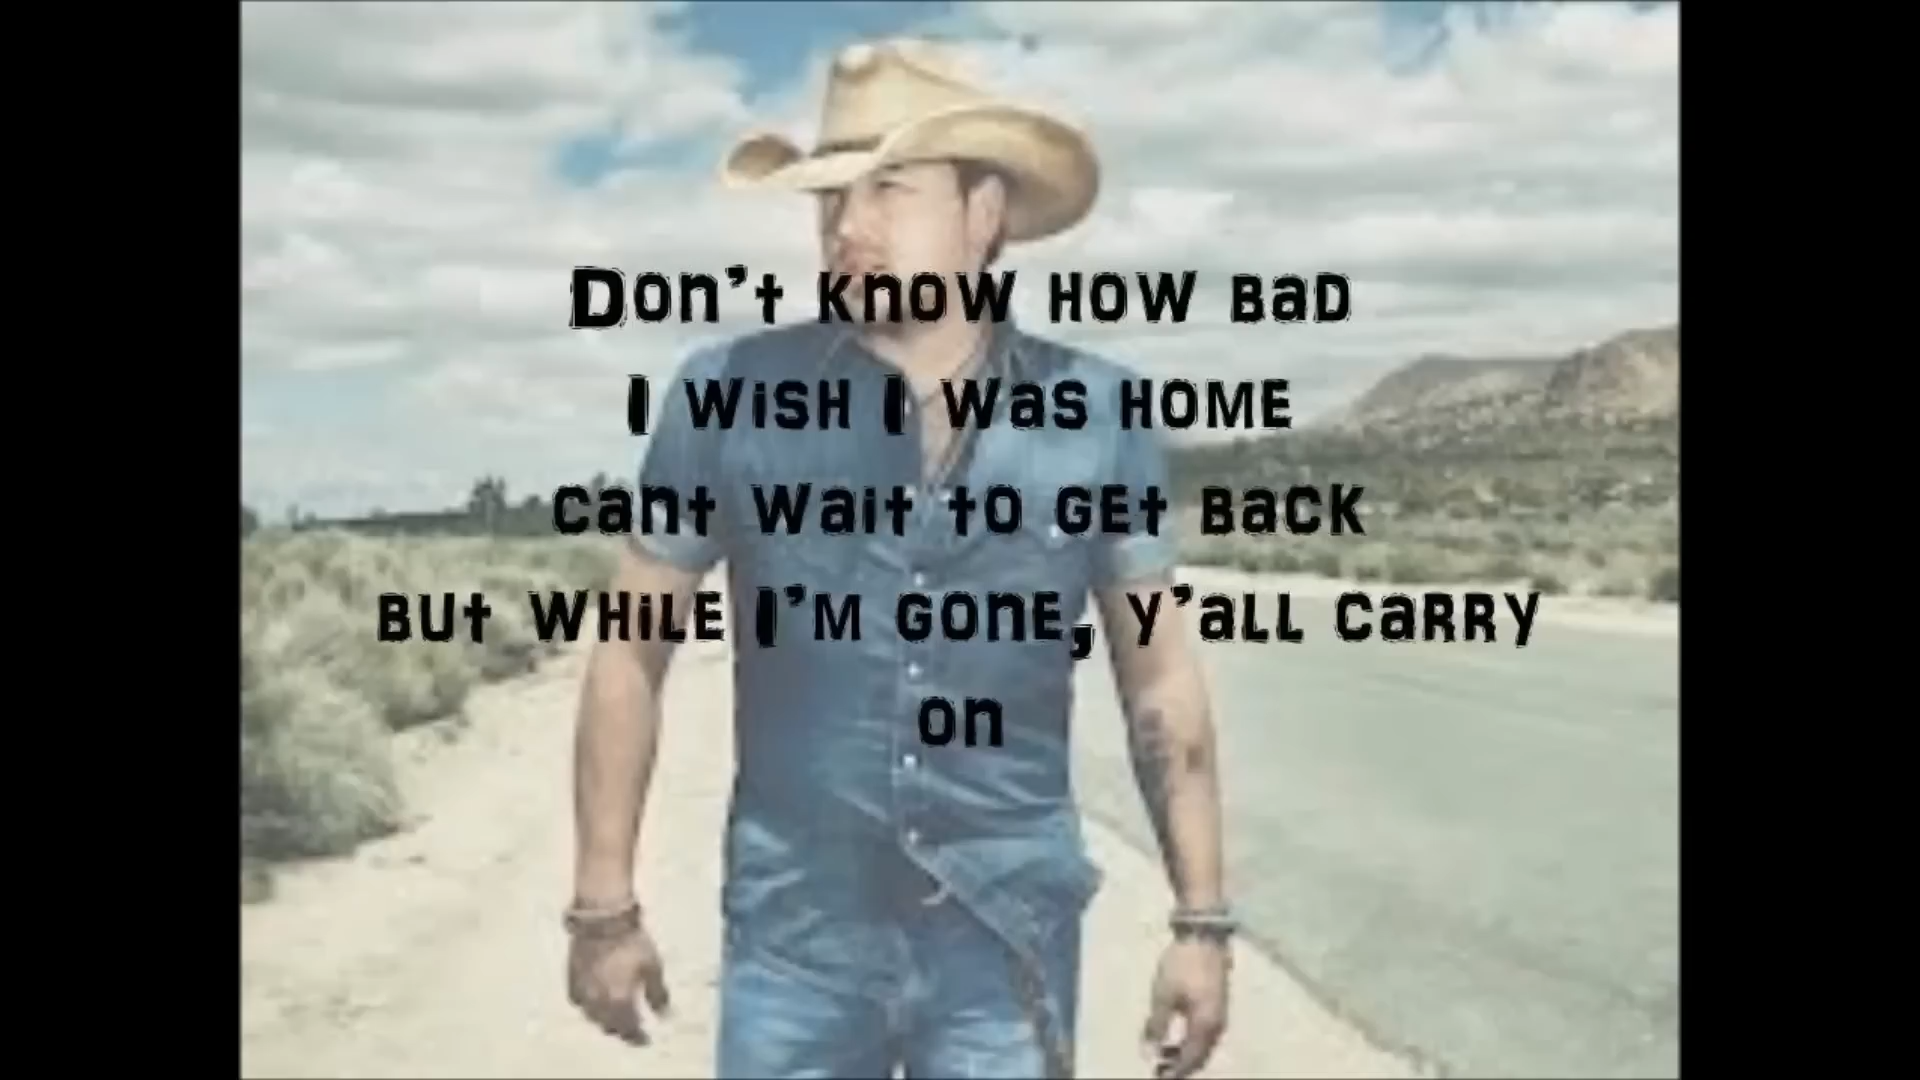 Don't know how bad
I wish I was home
cant wait to get back
but while I'm gone, y'all carry
on